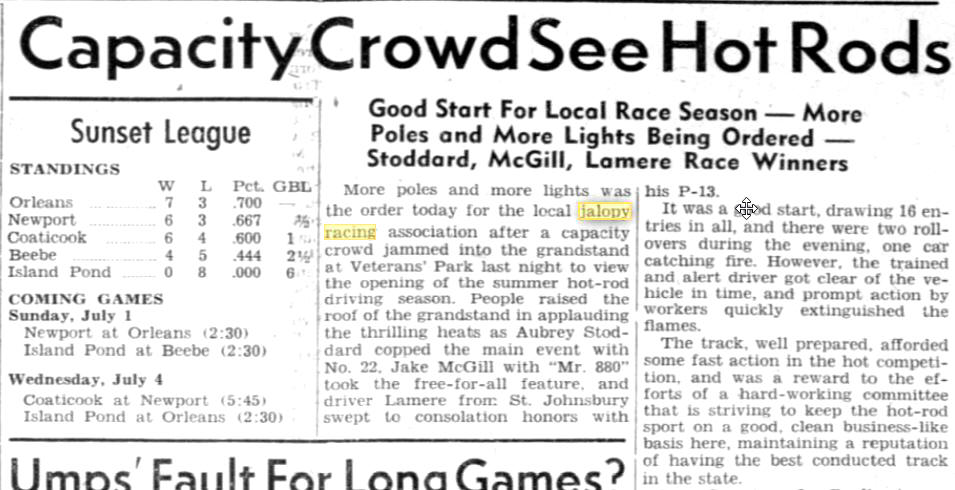 Capacity Crowd See Hot Rods
Sunset League
STANDINGS
W L Pct. GBL
Orleans 7 3 .700 —
Newport 6 3 .667
Coaticook 6 4 .600 1
Beebe 4 5 .444 2½
Island Pond 0 8 .000 6
COMING GAMES
Sunday, July 1
Newport at Orleans (2:30)
Island Pond at Beebe (2:30)
Wednesday, July 4
Coaticook at Newport (5:45)
Island Pond at Orleans (2:30)
Good Start For Local Race Season — More
Poles and More Lights Being Ordered —
Stoddard, McGill, Lamere Race Winners
More poles and more lights was
the order today for the local jalopy
racing association after a capacity
crowd jammed into the grandstand
at Veterans' Park last night to view
the opening of the summer hot-rod
driving season. People raised the
roof of the grandstand in applauding
the thrilling heats as Aubrey Stod-
dard copped the main event with
No. 22, Jake McGill with "Mr. 880"
took the free-for-all feature, and
driver Lamere from St. Johnsbury
swept to consolation honors with
his P-13.
It was a good start, drawing 16 en-
tries in all, and there were two roll-
overs during the evening, one car
catching fire. However, the trained
and alert driver got clear of the ve-
hicle in time, and prompt action by
workers quickly extinguished the
flames.
The track, well prepared, afforded
some fast action in the hot competi-
tion, and was a reward to the ef-
forts of a hard-working committee
that is striving to keep the hot-rod
sport on a good, clean business-like
basis here, maintaining a reputation
of having the best conducted track
in the state.
Umps' Fault For Long Games?